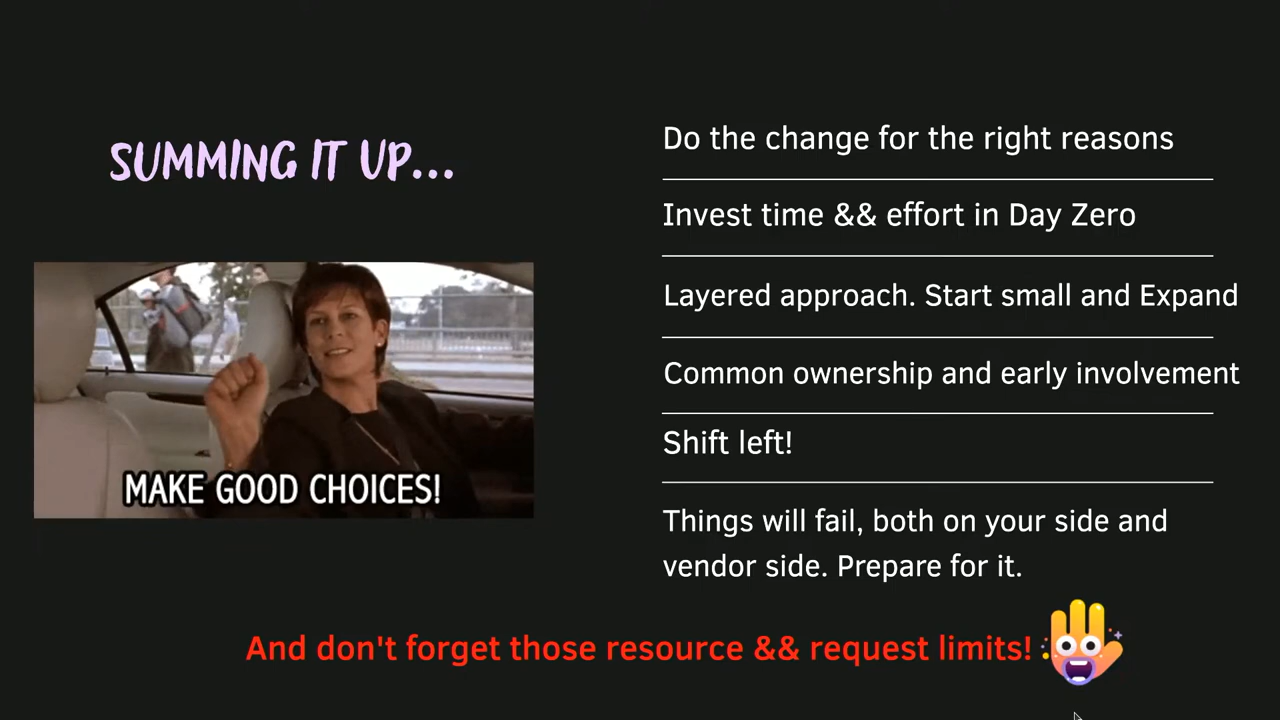 SUMMING IT UP...
MAKE GOOD CHOICES!
Do the change for the right reasons
Invest time && effort in Day Zero
Layered approach. Start small and Expand
Common ownership and early involvement
Shift left!
Things will fail, both on your side and
vendor side. Prepare for it.
And don't forget those resource && request limits!